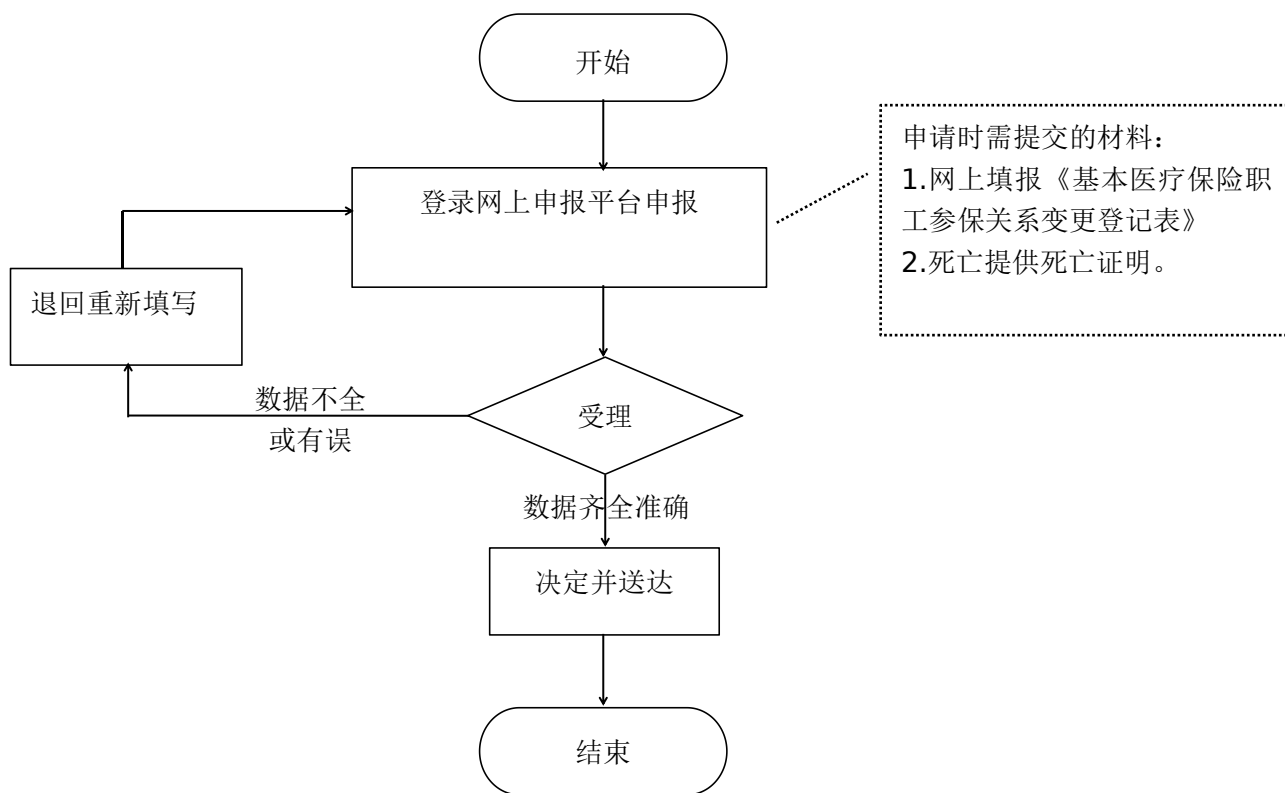 开始
登录网上申报平台申报
申请时需提交的材料：
1.网上填报《基本医疗保险职
工参保关系变更登记表》
2.死亡提供死亡证明。
退回重新填写
数据不全
或有误
受理
数据齐全准确
决定并送达
结束